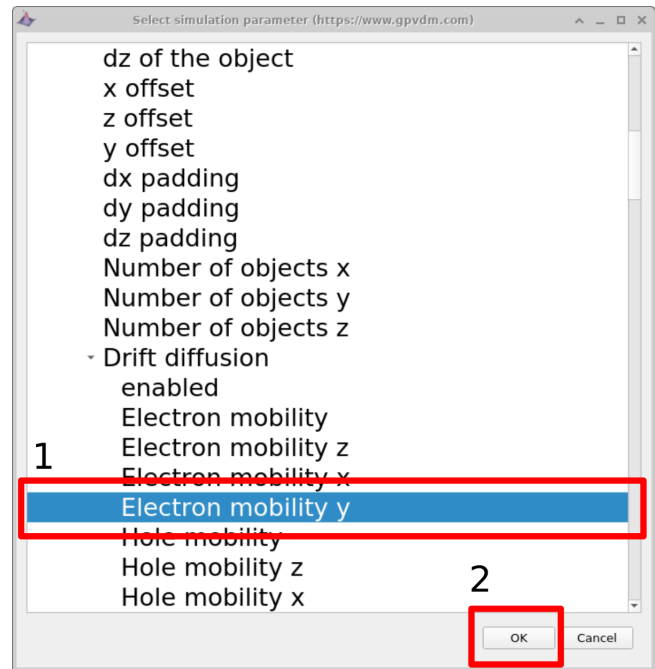 Select simulation parameter (https://www.gpvdm.com)
dz of the object
x offset
z offset
y offset
dx padding
dy padding
dz padding
Number of objects x
Number of objects y
Number of objects z
Drift diffusion
enabled
Electron mobility
Electron mobility z
1
Electron mobility x
Electron mobility y
Hole mobility
Hole mobility z
2
Hole mobility x
OK
Cancel